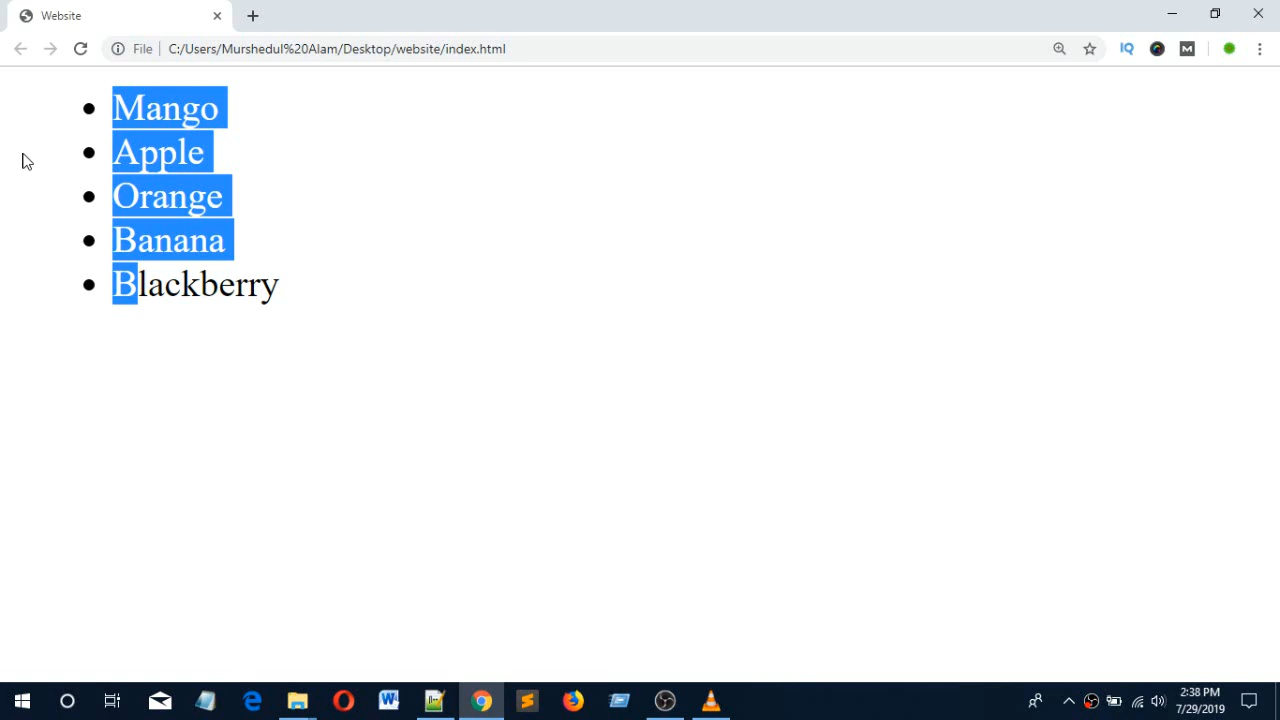 Website
File
C:/Users/Murshedul%20Alam/Desktop/website/index.html
IQ
M
Mango
Apple
Orange
Banana
Blackberry
2:38 PM
7/29/2019